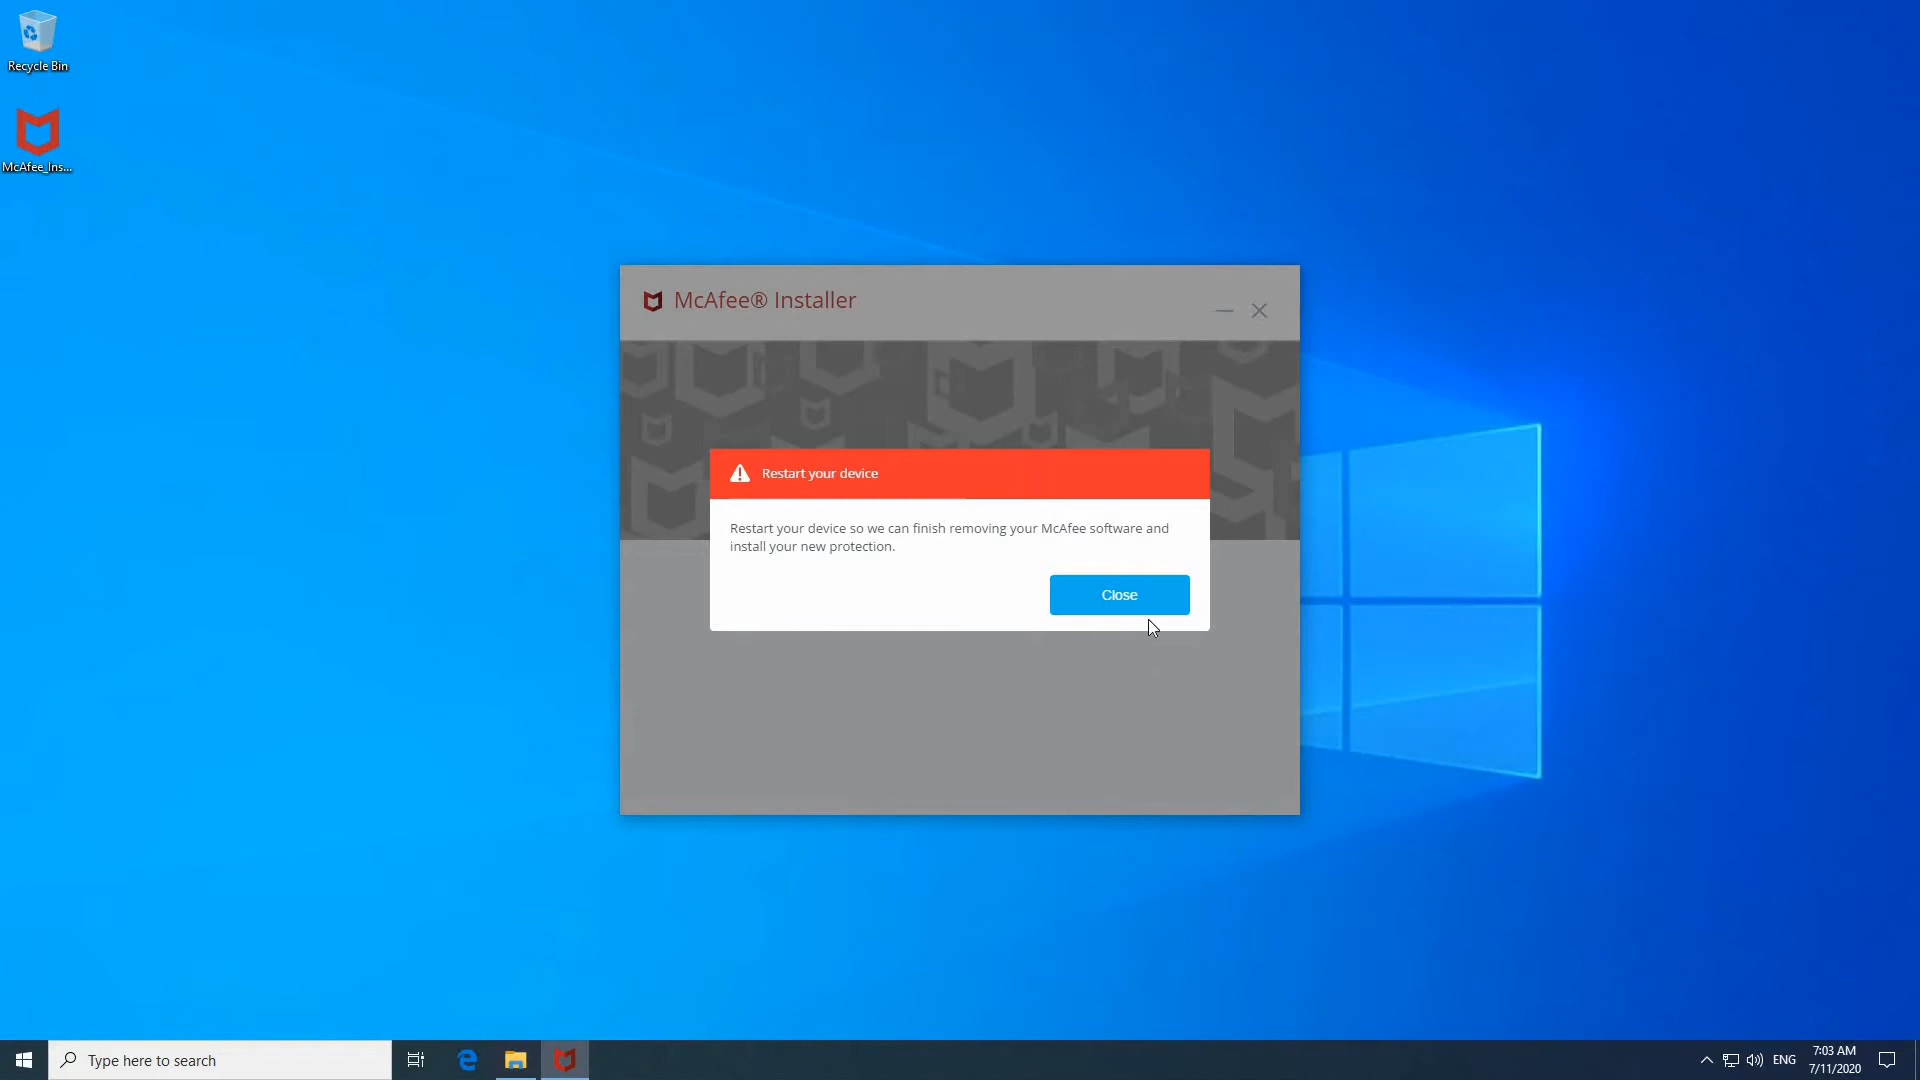 Recycle Bin
McAfee_Ins...
McAfee® Installer
Restart your device
Restart your device so we can finish removing your McAfee software and
install your new protection.
Close
Type here to search
ENG
7:03 AM
7/11/2020